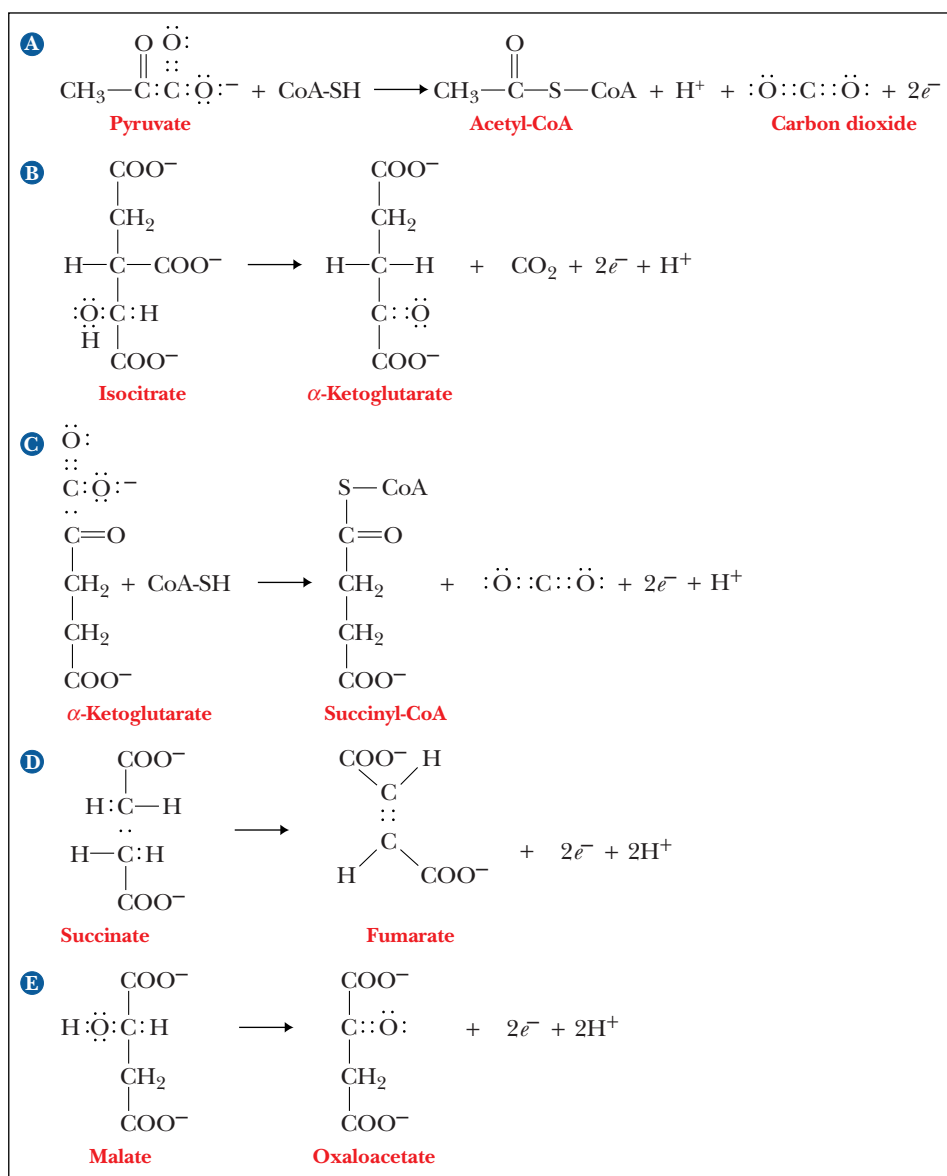 A
O O
CH3—C C O– + CoA-SH ⟶ CH3—C—S—CoA + H+ + O C O + 2e–
O
Pyruvate Acetyl-CoA Carbon dioxide
B
COO– COO–
CH2 CH2
H—C—COO– ⟶ H—C—H + CO2 + 2e– + H+
O C H C O
H
COO– COO–
Isocitrate α-Ketoglutarate
C
O
C O– S—CoA
C=O C=O
CH2 + CoA-SH ⟶ CH2 + O C O + 2e– + H+
CH2 CH2
COO– COO–
α-Ketoglutarate Succinyl-CoA
D
COO– COO– H
H C—H C
H—C H ⟶ C + 2e– + 2H+
COO– H COO–
Succinate Fumarate
E
COO– COO–
H O C H ⟶ C O + 2e– + 2H+
CH2 CH2
COO– COO–
Malate Oxaloacetate